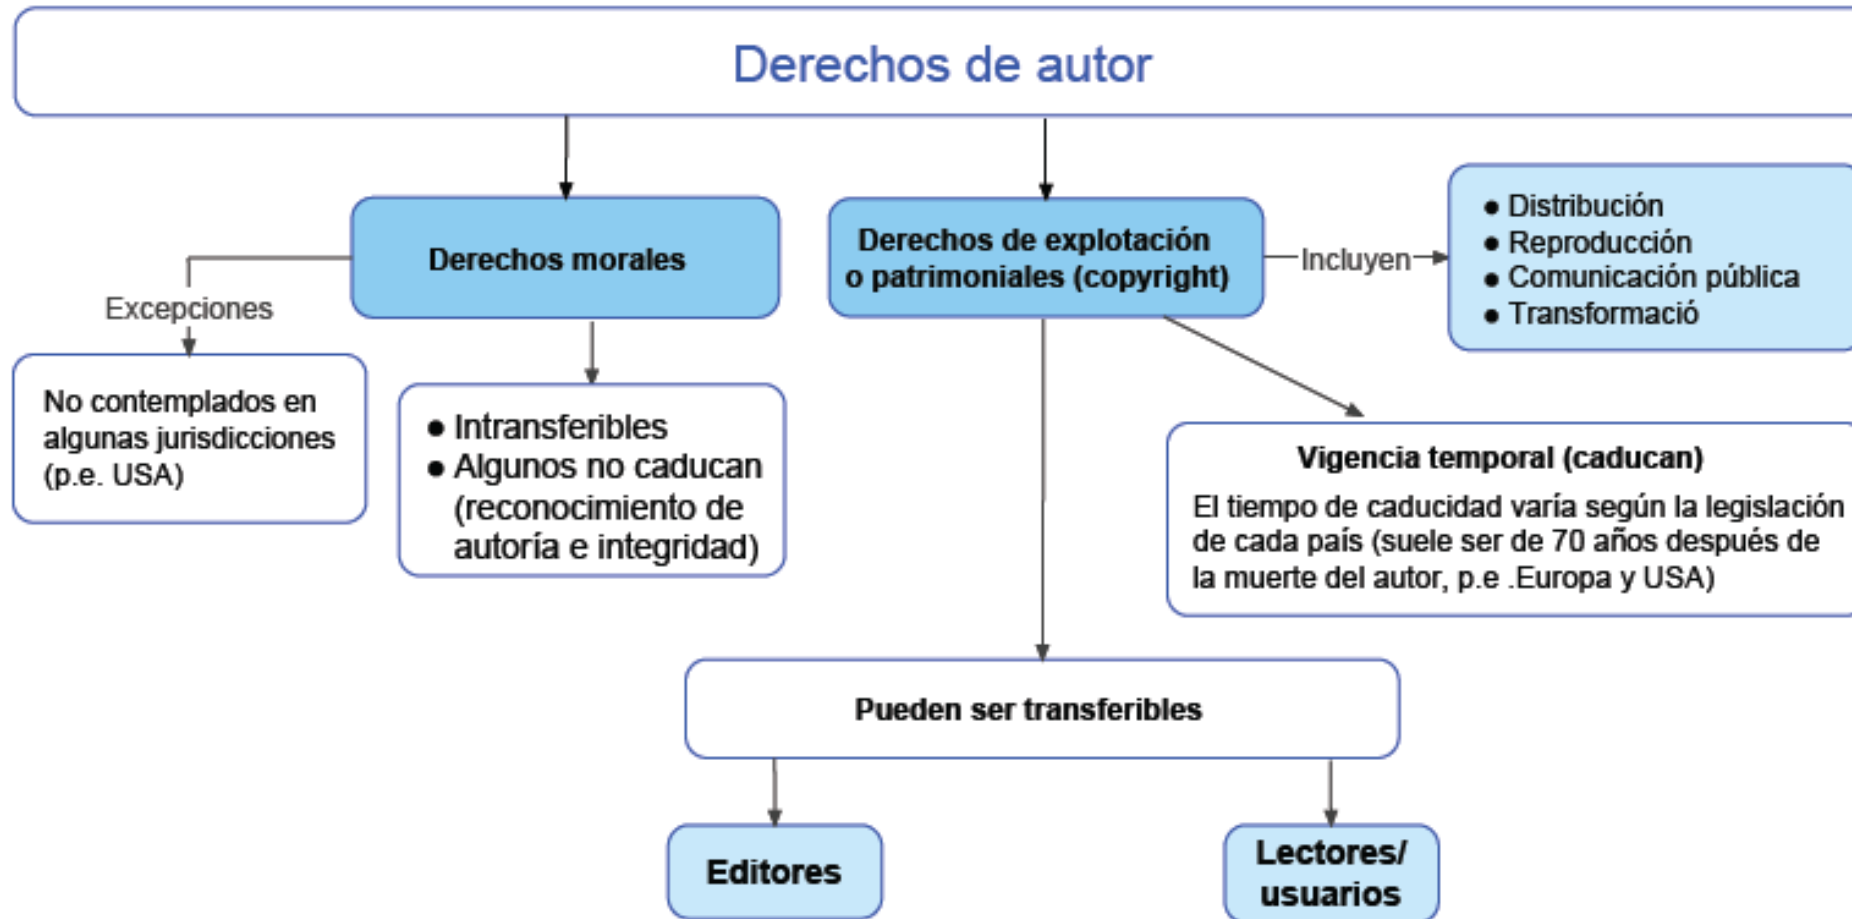 Derechos de autor
Derechos morales
Derechos de explotación
o patrimoniales (copyright)
Incluyen
● Distribución
● Reproducción
● Comunicación pública
● Transformació
Excepciones
No contemplados en
algunas jurisdicciones
(p.e. USA)
● Intransferibles
● Algunos no caducan
(reconocimiento de
autoría e integridad)
Vigencia temporal (caducan)
El tiempo de caducidad varía según la legislación
de cada país (suele ser de 70 años después de
la muerte del autor, p.e .Europa y USA)
Pueden ser transferibles
Editores
Lectores/
usuarios